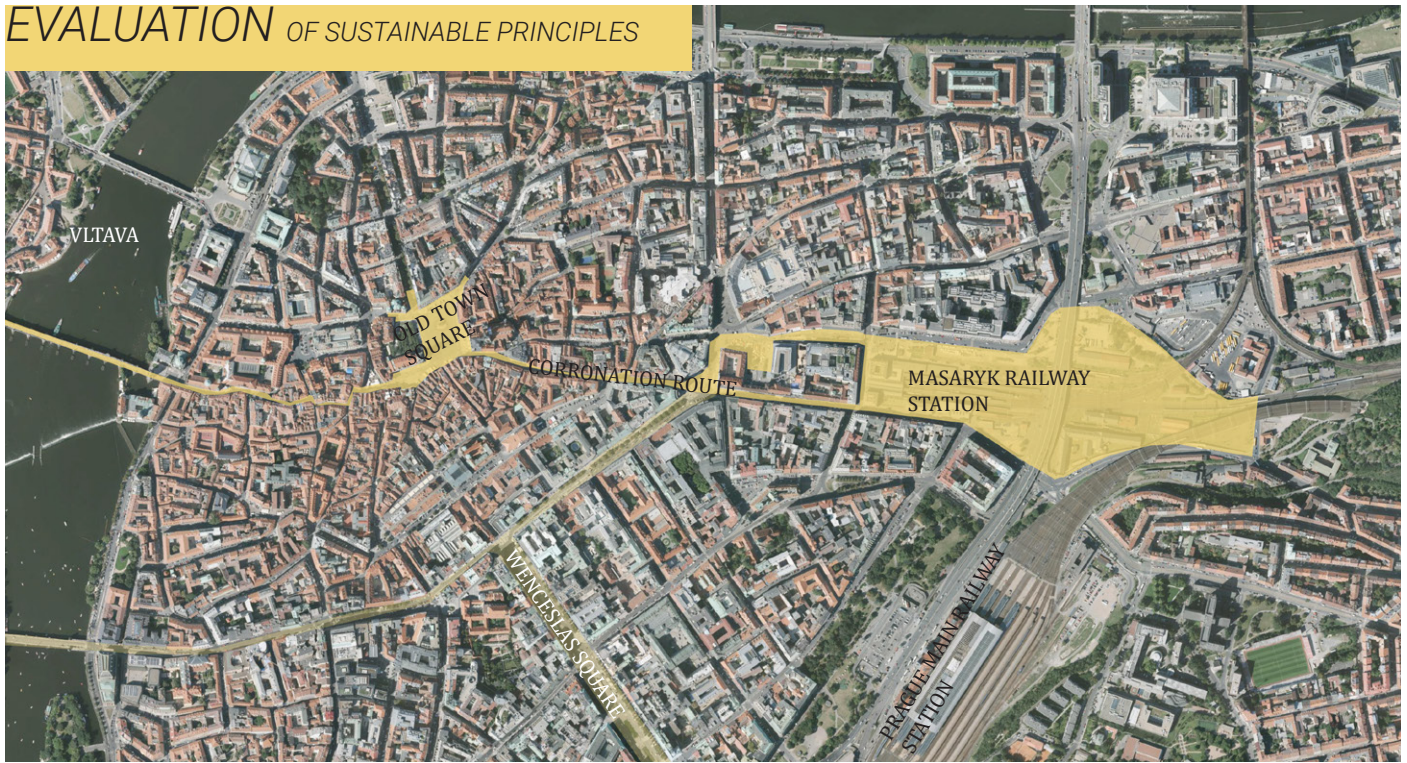 EVALUATION OF SUSTAINABLE PRINCIPLES
VLTAVA
OLD TOWN
SQUARE
CORRONATION ROUTE
MASARYK RAILWAY
STATION
WENCESLAS SQUARE
PRAGUE MAIN RAILWAY
STATION